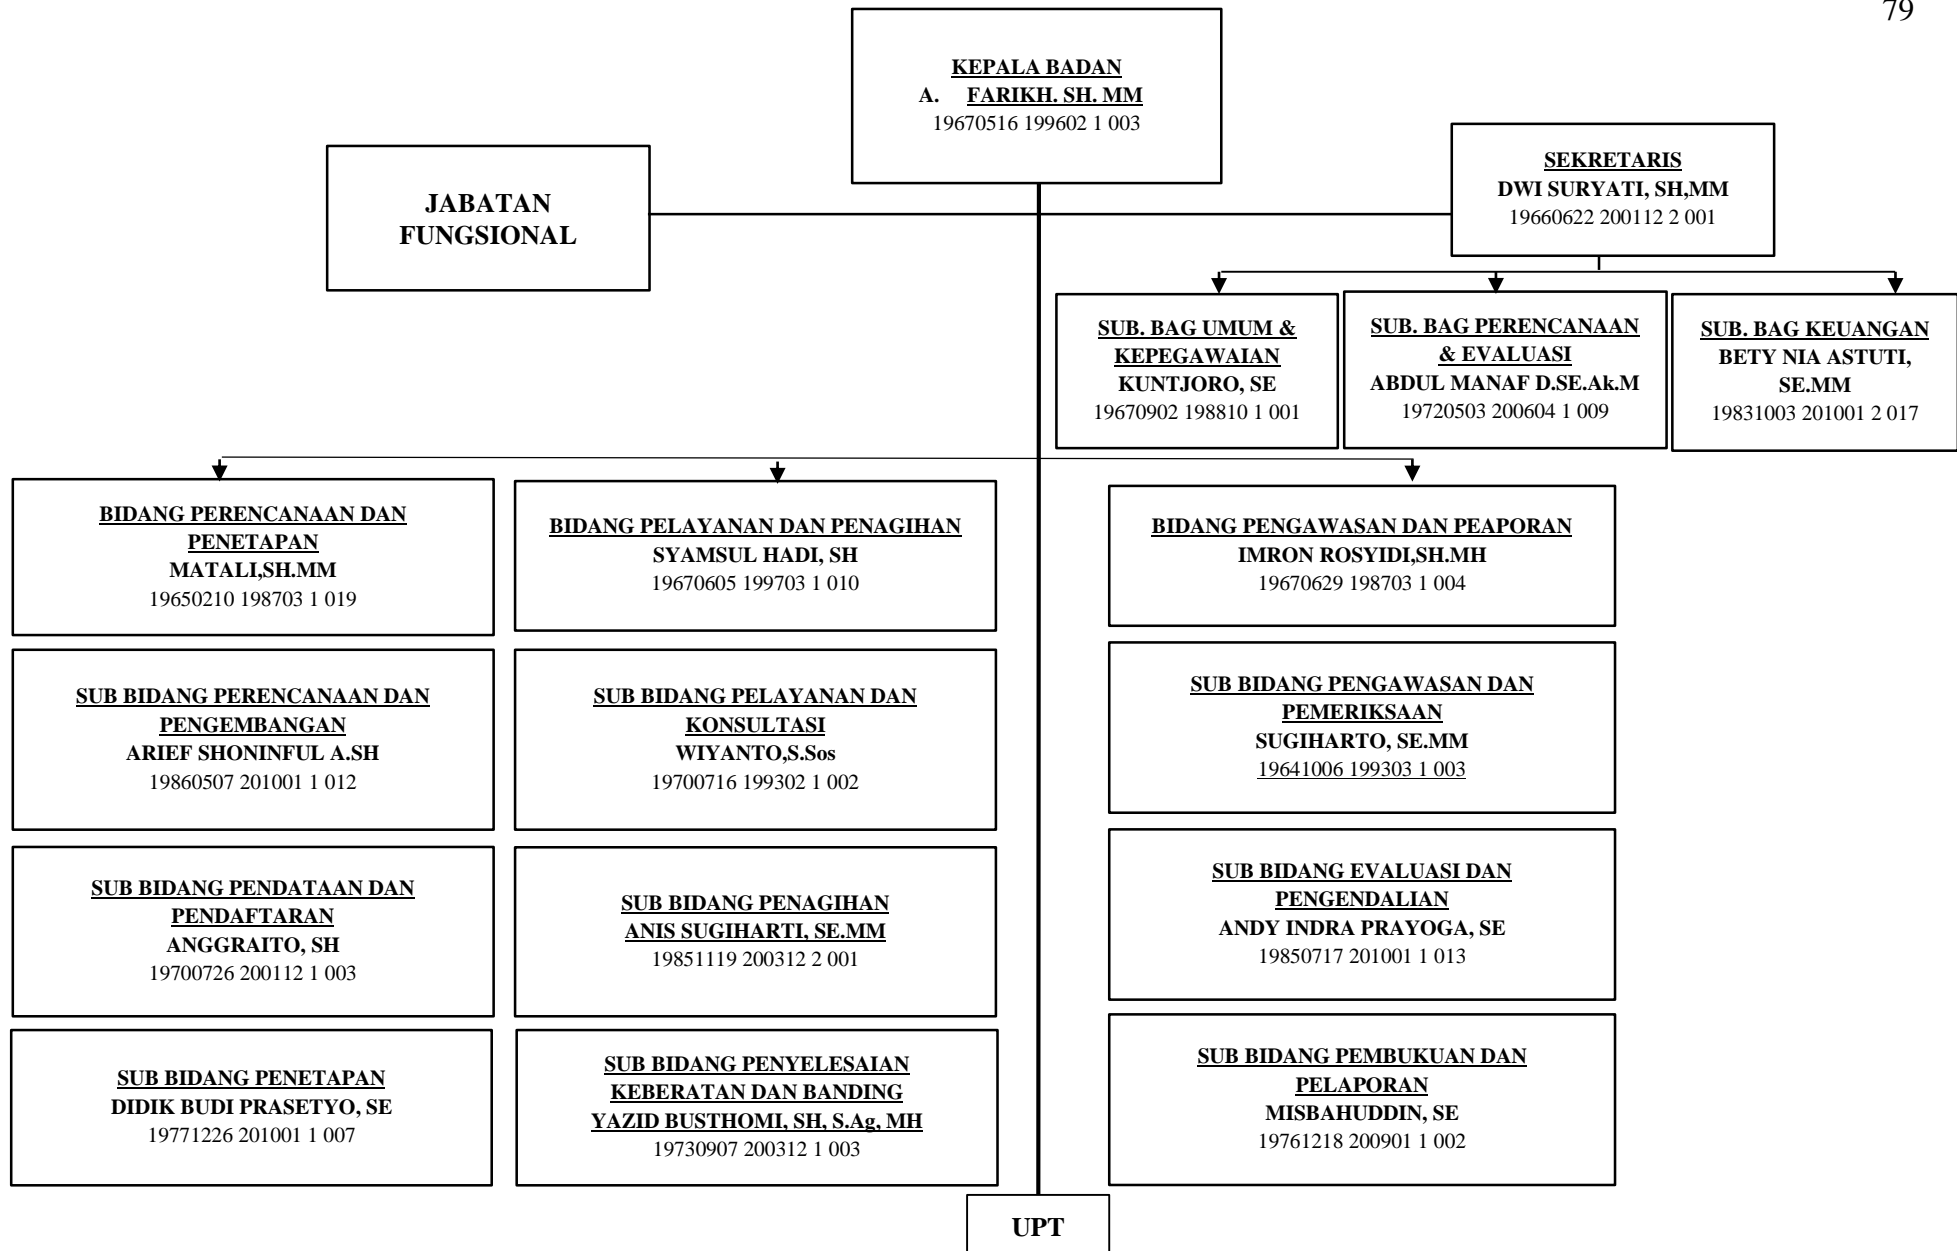 79
KEPALA BADAN
A. FARIKH. SH. MM
19670516 199602 1 003
JABATAN
FUNGSIONAL
SEKRETARIS
DWI SURYATI, SH,MM
19660622 200112 2 001
SUB. BAG UMUM &
KEPEGAWAIAN
KUNTJORO, SE
19670902 198810 1 001
SUB. BAG PERENCANAAN
& EVALUASI
ABDUL MANAF D.SE.Ak.M
19720503 200604 1 009
SUB. BAG KEUANGAN
BETY NIA ASTUTI,
SE.MM
19831003 201001 2 017
BIDANG PERENCANAAN DAN
PENETAPAN
MATALI,SH.MM
19650210 198703 1 019
BIDANG PELAYANAN DAN PENAGIHAN
SYAMSUL HADI, SH
19670605 199703 1 010
BIDANG PENGAWASAN DAN PEAPORAN
IMRON ROSYIDI,SH.MH
19670629 198703 1 004
SUB BIDANG PERENCANAAN DAN
PENGEMBANGAN
ARIEF SHONINFUL A.SH
19860507 201001 1 012
SUB BIDANG PELAYANAN DAN
KONSULTASI
WIYANTO,S.Sos
19700716 199302 1 002
SUB BIDANG PENGAWASAN DAN
PEMERIKSAAN
SUGIHARTO, SE.MM
19641006 199303 1 003
SUB BIDANG PENDATAAN DAN
PENDAFTARAN
ANGGRAITO, SH
19700726 200112 1 003
SUB BIDANG PENAGIHAN
ANIS SUGIHARTI, SE.MM
19851119 200312 2 001
SUB BIDANG EVALUASI DAN
PENGENDALIAN
ANDY INDRA PRAYOGA, SE
19850717 201001 1 013
SUB BIDANG PENETAPAN
DIDIK BUDI PRASETYO, SE
19771226 201001 1 007
SUB BIDANG PENYELESAIAN
KEBERATAN DAN BANDING
YAZID BUSTHOMI, SH, S.Ag, MH
19730907 200312 1 003
SUB BIDANG PEMBUKUAN DAN
PELAPORAN
MISBAHUDDIN, SE
19761218 200901 1 002
UPT